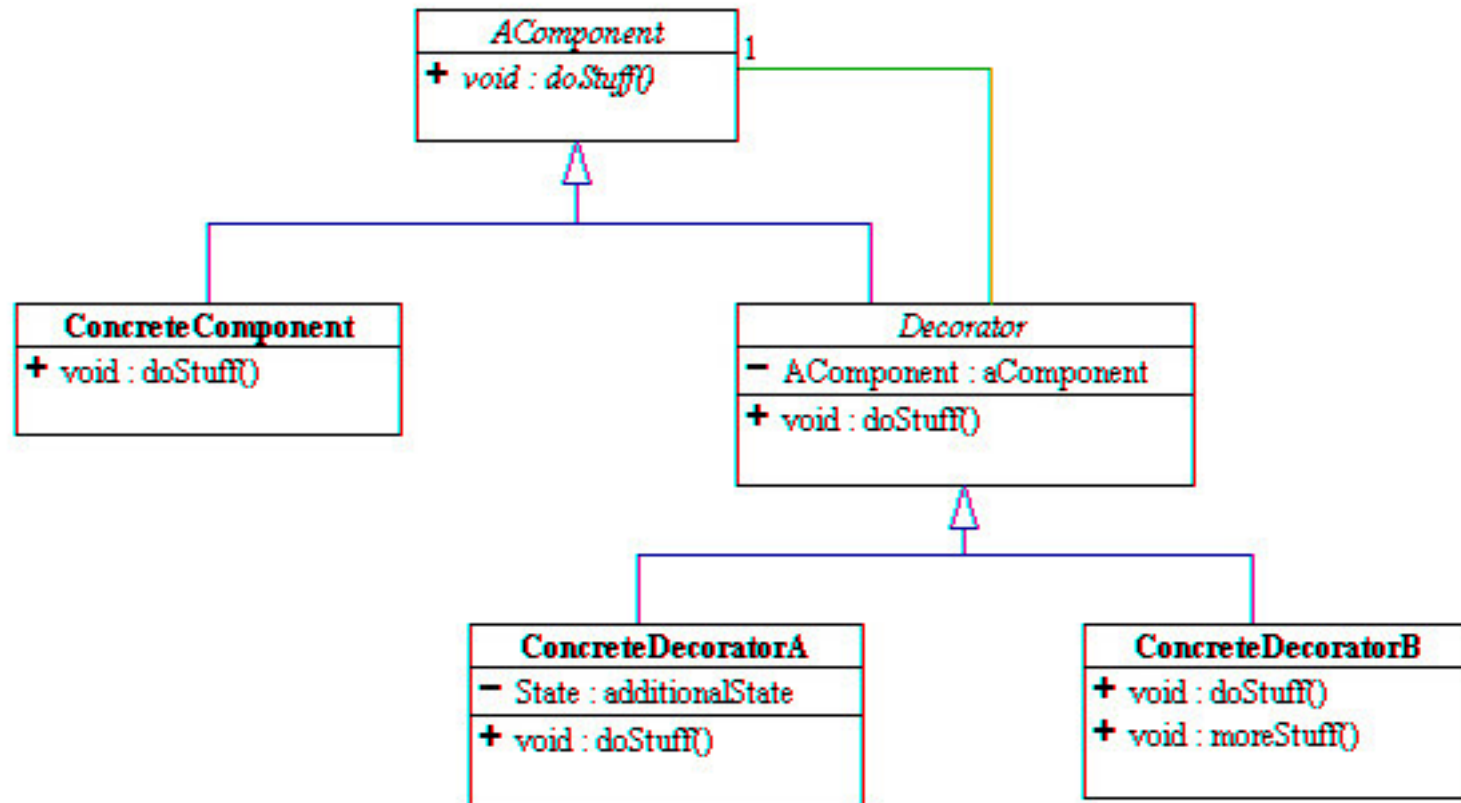 AComponent
1
+ void : doStuff()
ConcreteComponent
+ void : doStuff()
Decorator
- AComponent : aComponent
+ void : doStuff()
ConcreteDecoratorA
- State : additionalState
+ void : doStuff()
ConcreteDecoratorB
+ void : doStuff()
+ void : moreStuff()